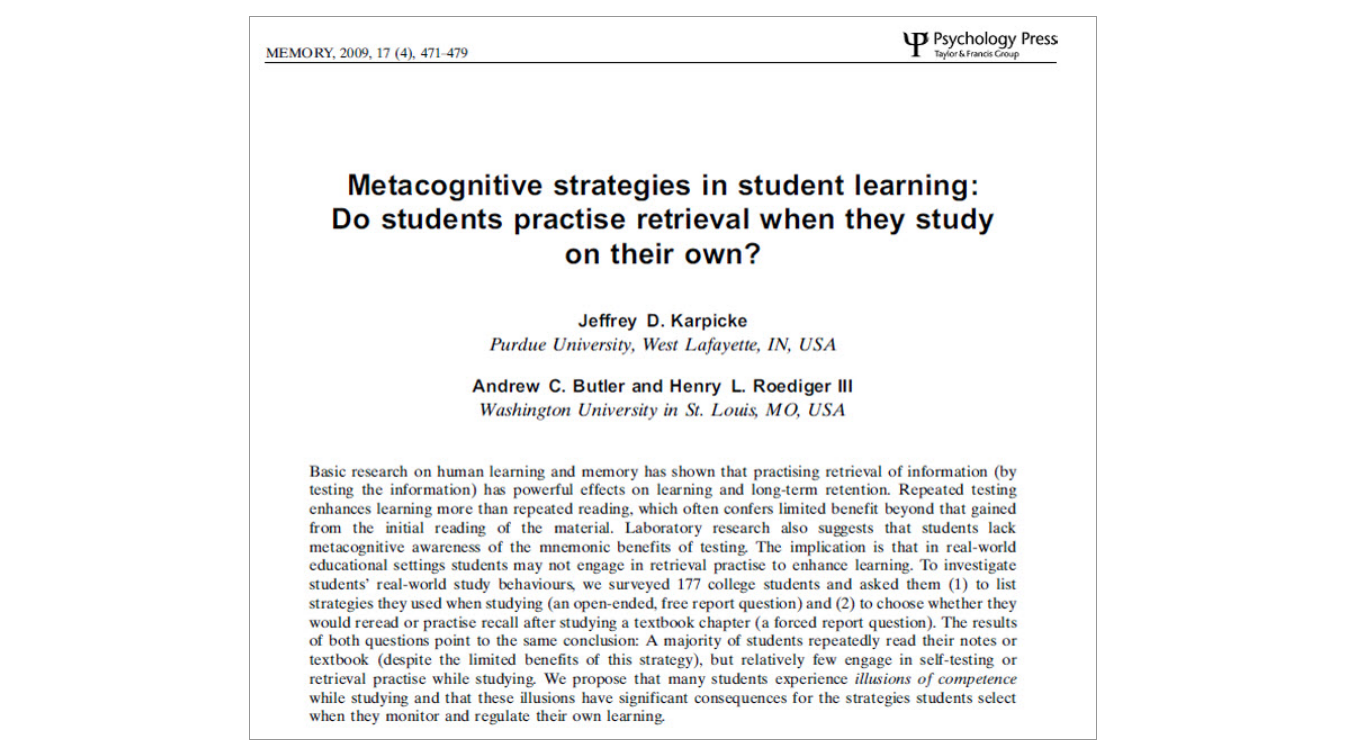 MEMORY, 2009, 17 (4), 471–479
Psychology Press
Taylor & Francis Group
Metacognitive strategies in student learning:
Do students practise retrieval when they study
on their own?
Jeffrey D. Karpicke
Purdue University, West Lafayette, IN, USA
Andrew C. Butler and Henry L. Roediger III
Washington University in St. Louis, MO, USA
Basic research on human learning and memory has shown that practising retrieval of information (by
testing the information) has powerful effects on learning and long-term retention. Repeated testing
enhances learning more than repeated reading, which often confers limited benefit beyond that gained
from the initial reading of the material. Laboratory research also suggests that students lack
metacognitive awareness of the mnemonic benefits of testing. The implication is that in real-world
educational settings students may not engage in retrieval practise to enhance learning. To investigate
students' real-world study behaviours, we surveyed 177 college students and asked them (1) to list
strategies they used when studying (an open-ended, free report question) and (2) to choose whether they
would reread or practise recall after studying a textbook chapter (a forced report question). The results
of both questions point to the same conclusion: A majority of students repeatedly read their notes or
textbook (despite the limited benefits of this strategy), but relatively few engage in self-testing or
retrieval practise while studying. We propose that many students experience illusions of competence
while studying and that these illusions have significant consequences for the strategies students select
when they monitor and regulate their own learning.